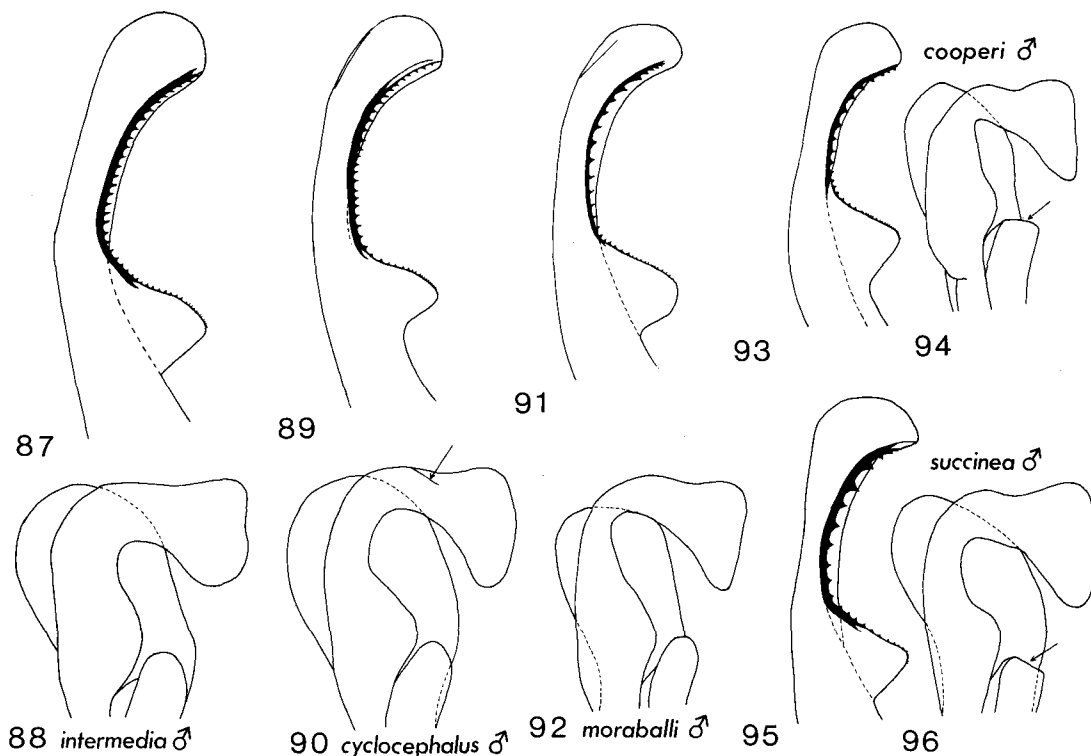 cooperi ♂
93
94
91
89
87
succinea ♂
88 intermedia ♂
90 cyclocephalus ♂
92 moraballi ♂
95
96